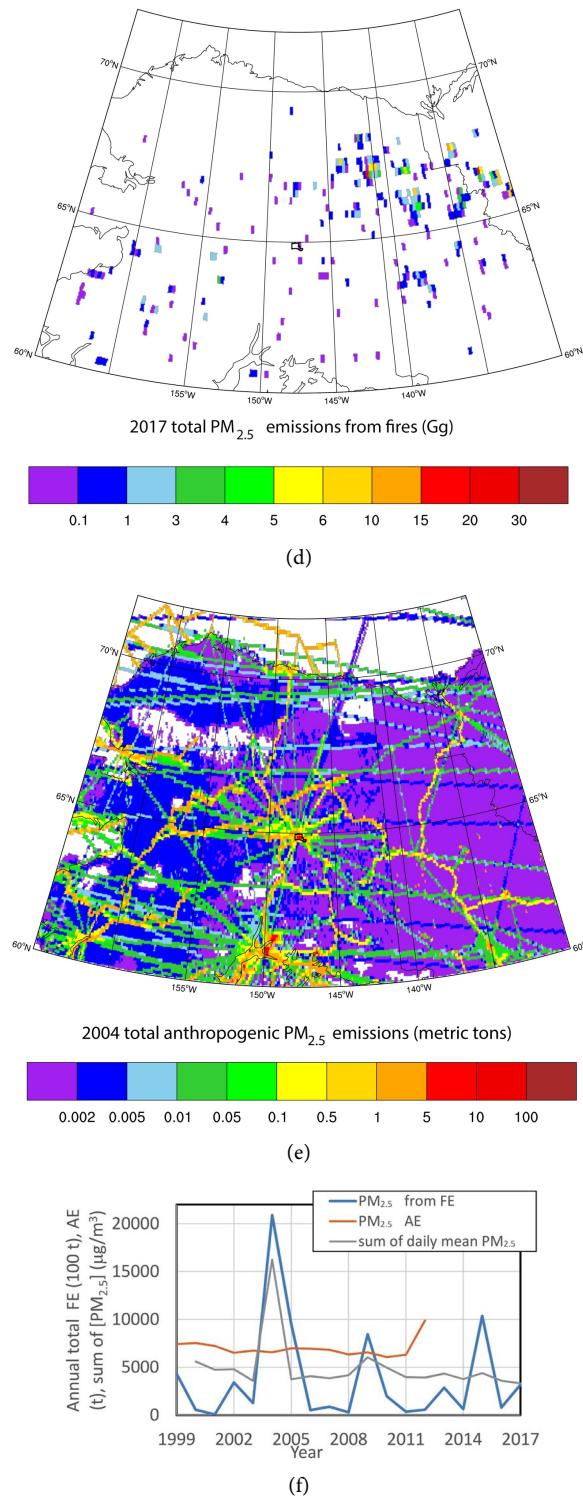 70°N
70°N
65°N
65°N
60°N
60°N
155°W
150°W
145°W
140°W
2017 total PM2.5 emissions from fires (Gg)
0.1 1 3 4 5 6 10 15 20 30
(d)
70°N
70°N
65°N
65°N
60°N
60°N
155°W
150°W
145°W
140°W
2004 total anthropogenic PM2.5 emissions (metric tons)
0.002 0.005 0.01 0.05 0.1 0.5 1 5 10 100
(e)
Annual total FE (100 t), AE
(t), sum of [PM2.5] (µg/m³)
PM2.5 from FE
PM2.5 AE
sum of daily mean PM2.5
20000
15000
10000
5000
0
1999 2002 2005 2008 2011 2014 2017
Year
(f)